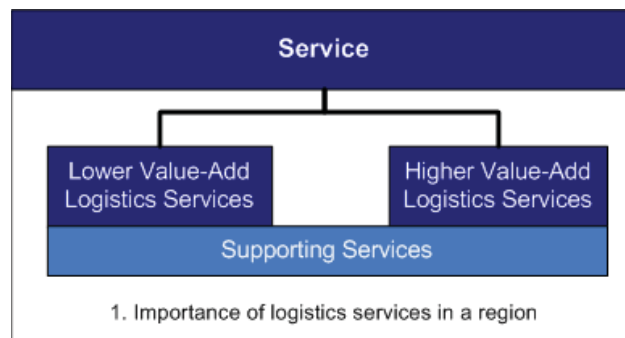 Service
Lower Value-Add
Logistics Services
Higher Value-Add
Logistics Services
Supporting Services
1. Importance of logistics services in a region